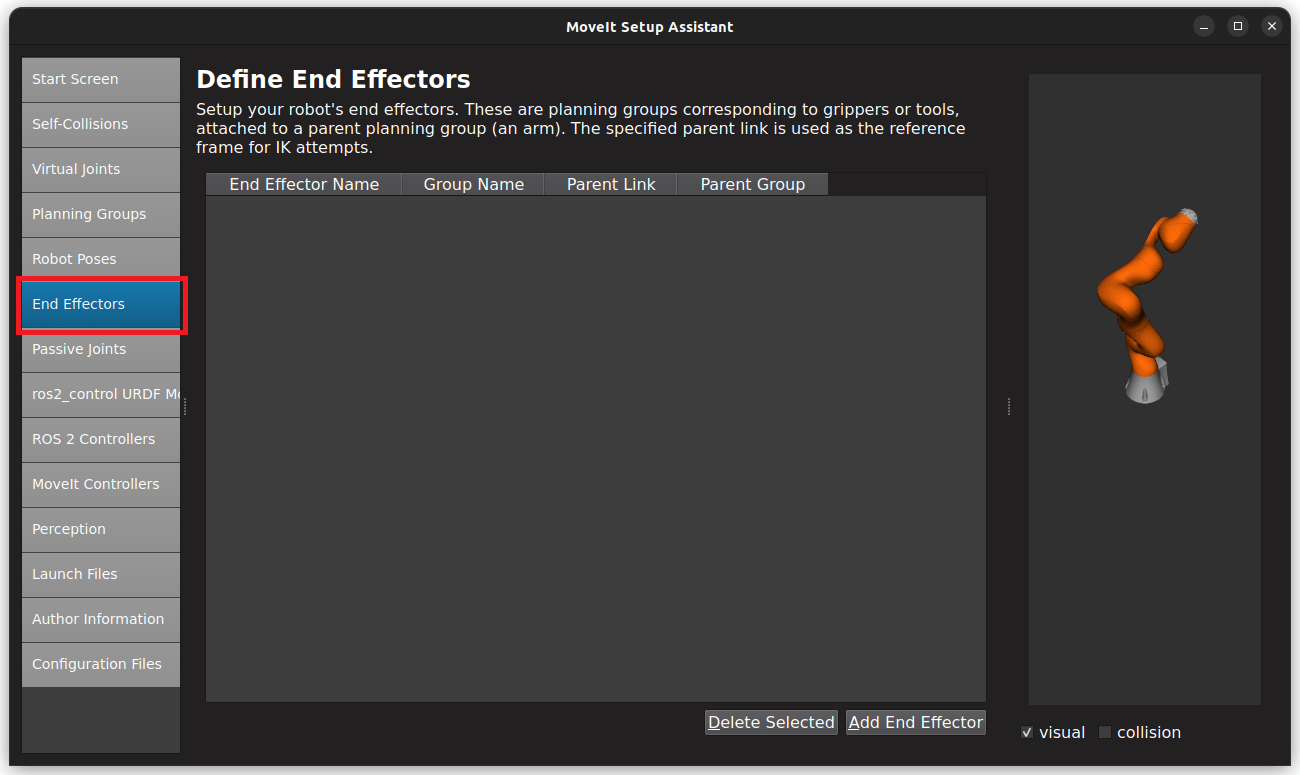 MoveIt Setup Assistant
Start Screen
Self-Collisions
Virtual Joints
Planning Groups
Robot Poses
End Effectors
Passive Joints
ros2_control URDF Mo
ROS 2 Controllers
MoveIt Controllers
Perception
Launch Files
Author Information
Configuration Files
Define End Effectors
Setup your robot's end effectors. These are planning groups corresponding to grippers or tools,
attached to a parent planning group (an arm). The specified parent link is used as the reference
frame for IK attempts.
End Effector Name Group Name Parent Link Parent Group
Delete Selected Add End Effector
visual collision